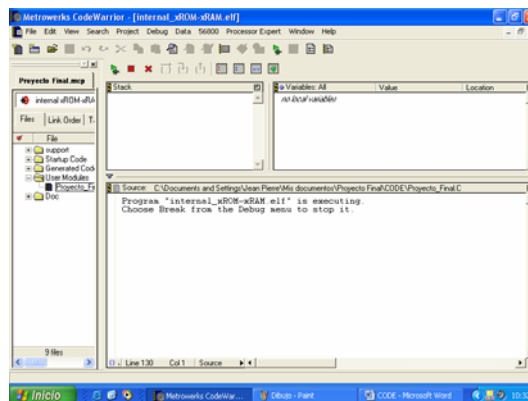 Metrowerks CodeWarrior - [internal_xROM-xRAM.elf]
File Edit View Search Project Debug Data 56800 Processor Expert Window Help
Proyecto Final.mcp
internal xROM-xRA
Files Link Order T
File
support
Startup Code
Generated Cod
User Modules
Proyecto_Fi
Doc
9 files
Stack
Variables: All Value Location
no local variables
Source: C:\Documents and Settings\Jean Pierre\Mis documentos\Proyecto Final\CODE\Proyecto_Final.C
Program "internal_xROM-xRAM.elf" is executing.
Choose Break from the Debug menu to stop it.
Line 130 Col 1 Source
Inicio Metrowerks CodeWar... Dibujo - Paint CODE - Microsoft Word